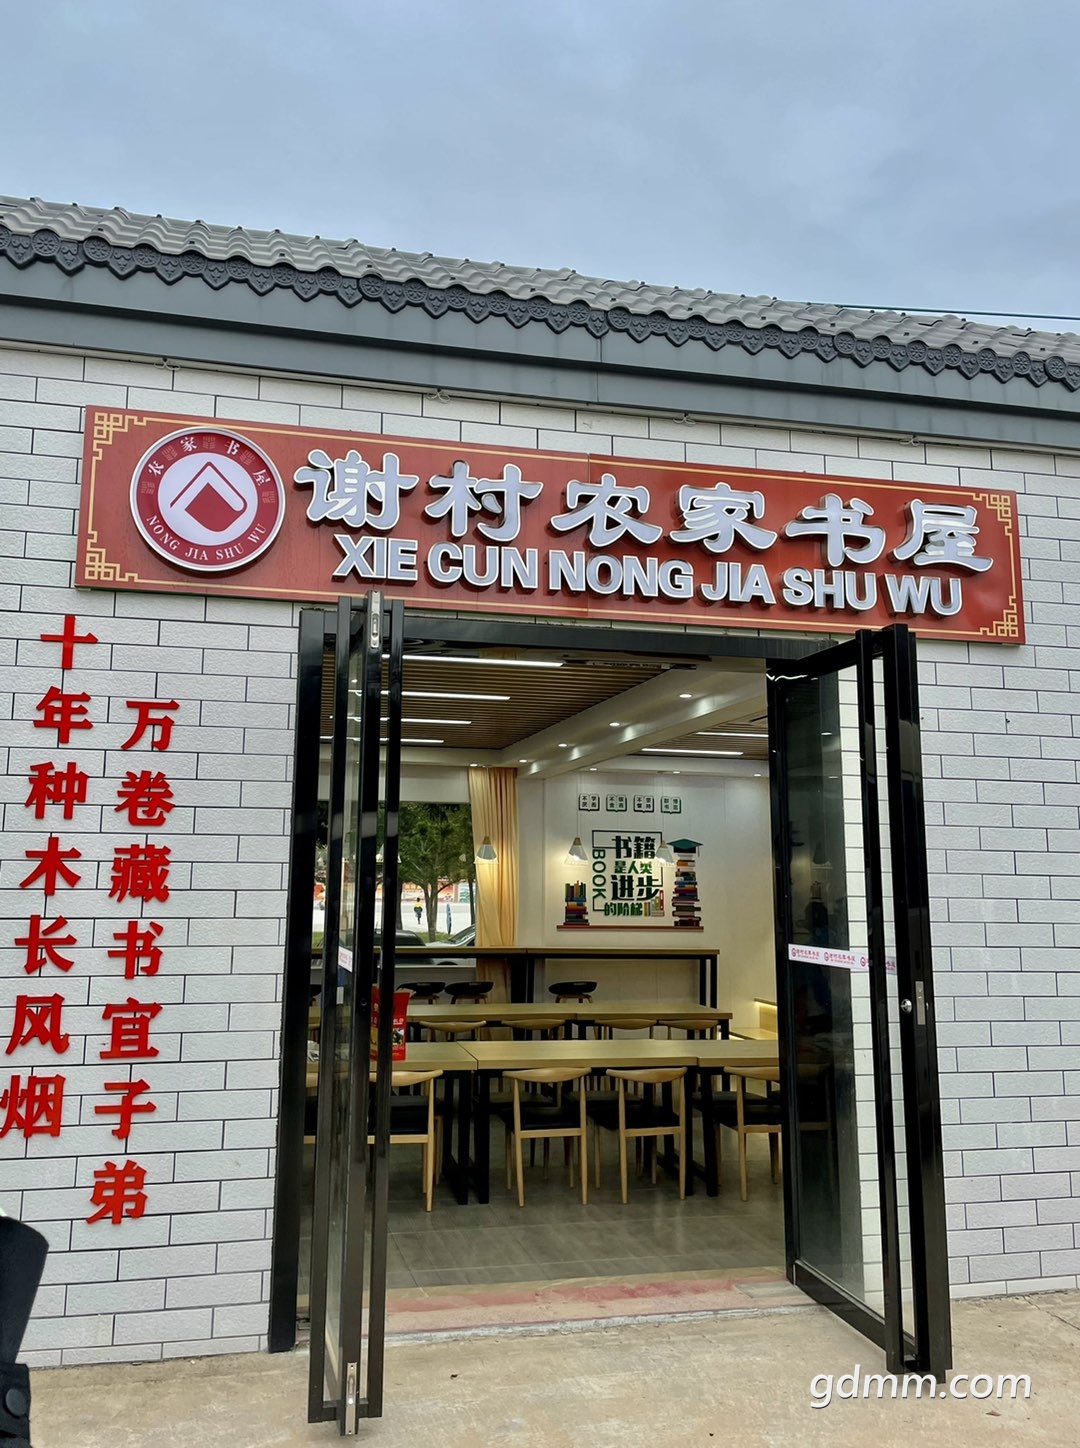 农家书屋
NONG JIA SHU WU
谢村农家书屋
XIE CUN NONG JIA SHU WU
十年种木长风烟
万卷藏书宜子弟
书籍
是人类
进步
的阶梯
BOOK
gdmm.com